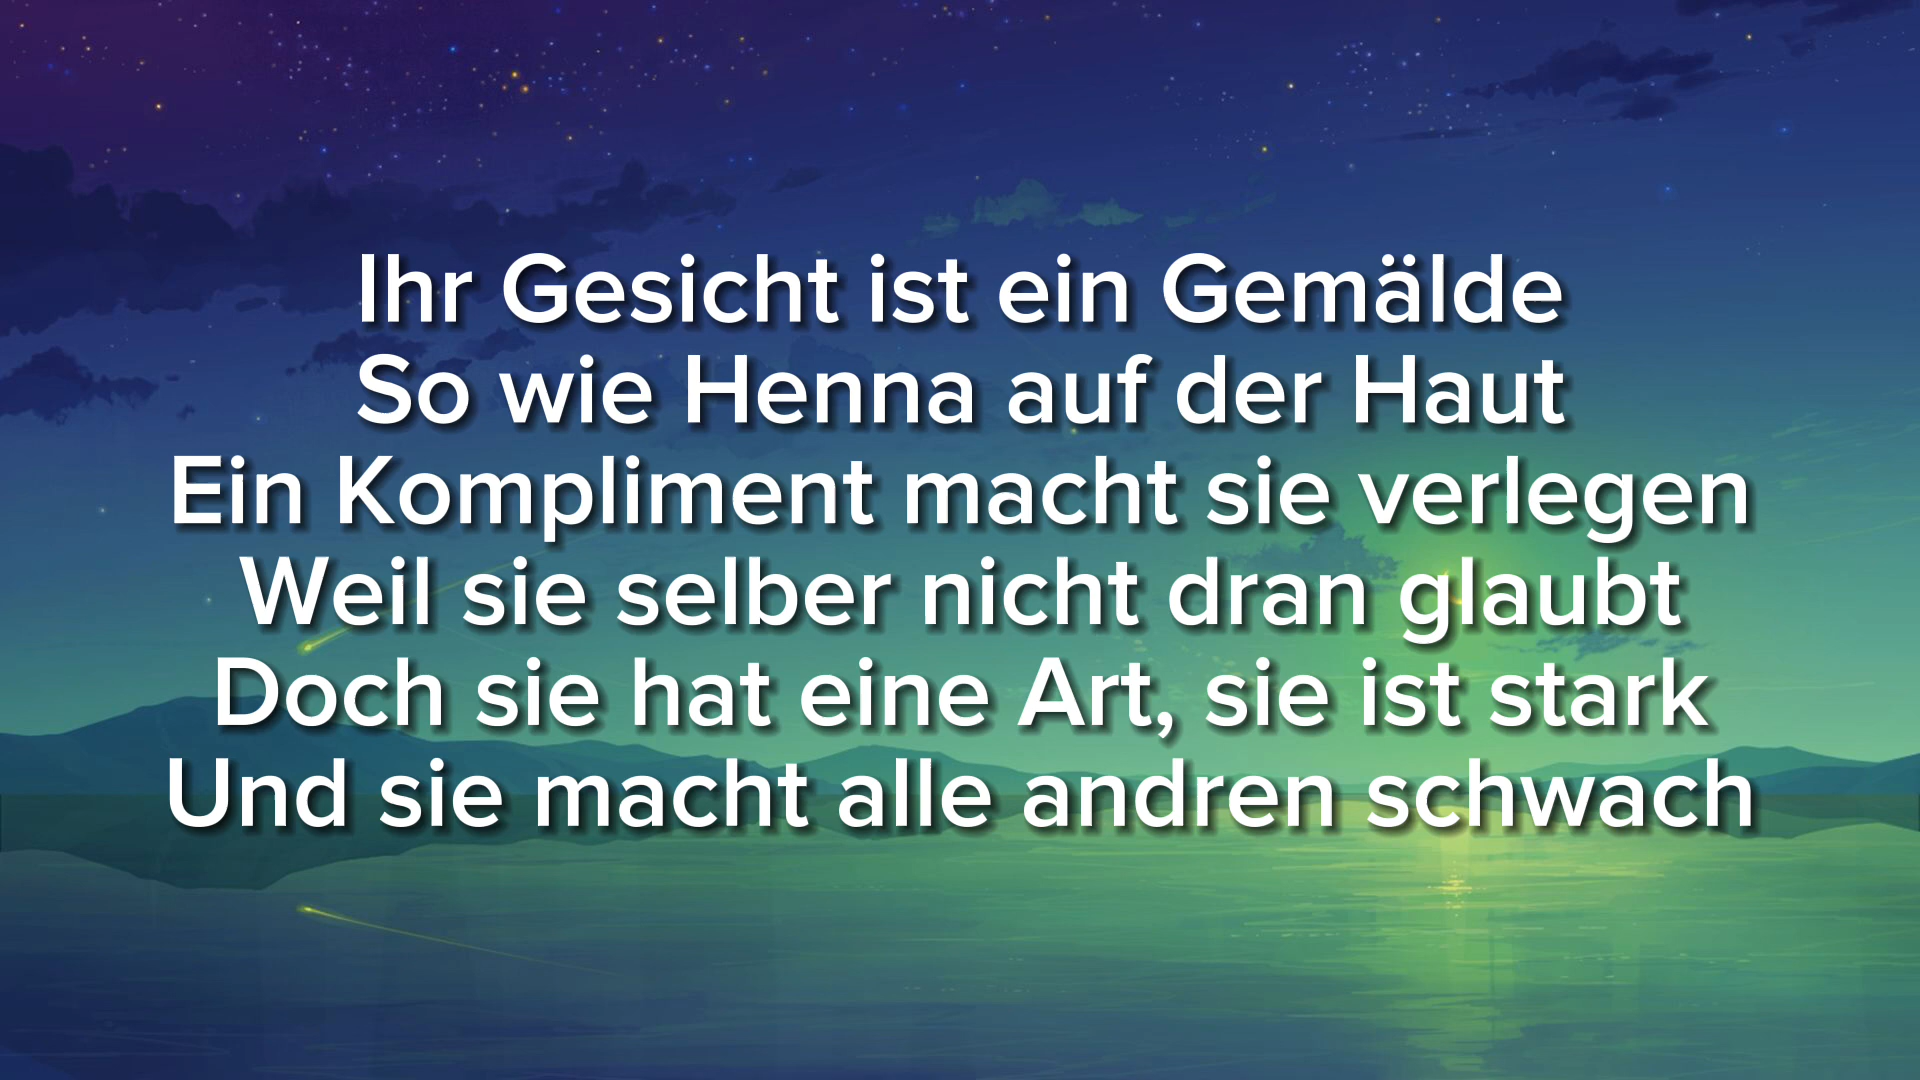 Ihr Gesicht ist ein Gemälde
So wie Henna auf der Haut
Ein Kompliment macht sie verlegen
Weil sie selber nicht dran glaubt
Doch sie hat eine Art, sie ist stark
Und sie macht alle andren schwach